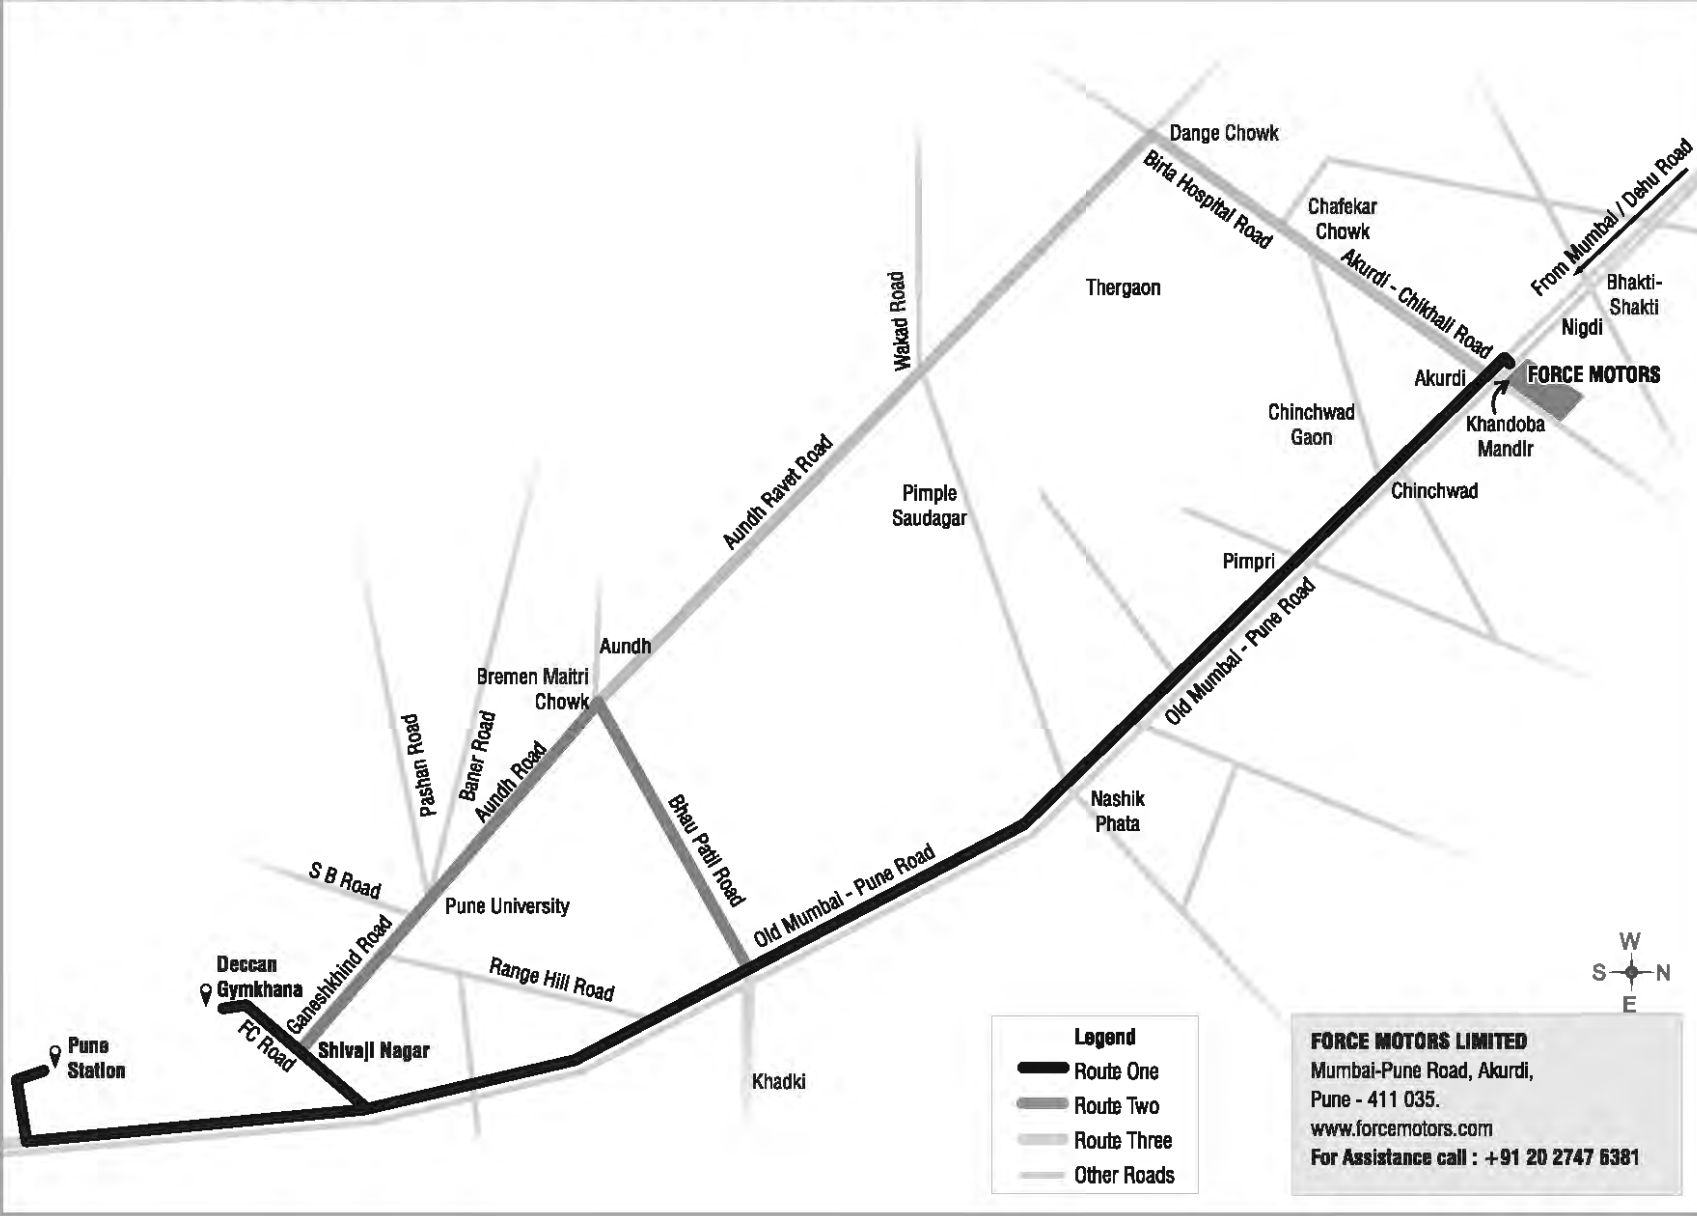 Dange Chowk
Birla Hospital Road
Chafekar
Chowk
From Mumbai / Dehu Road
Akurdi - Chikhali Road
Bhakti-
Shakti
Nigdi
Thergaon
Wakad Road
Akurdi
FORCE MOTORS
Khandoba
Mandir
Chinchwad
Gaon
Chinchwad
Aundh Ravet Road
Pimple
Saudagar
Pimpri
Old Mumbai - Pune Road
Aundh
Bremen Maitri
Chowk
Pashan Road
Baner Road
Aundh Road
Bhau Patil Road
Nashik
Phata
Old Mumbai - Pune Road
S B Road
Pune University
Ganeshkhind Road
Range Hill Road
Deccan
Gymkhana
FC Road
Shivaji Nagar
Pune
Station
Khadki
W
S N
E
Legend
Route One
Route Two
Route Three
Other Roads
FORCE MOTORS LIMITED
Mumbai-Pune Road, Akurdi,
Pune - 411 035.
www.forcemotors.com
For Assistance call : +91 20 2747 6381